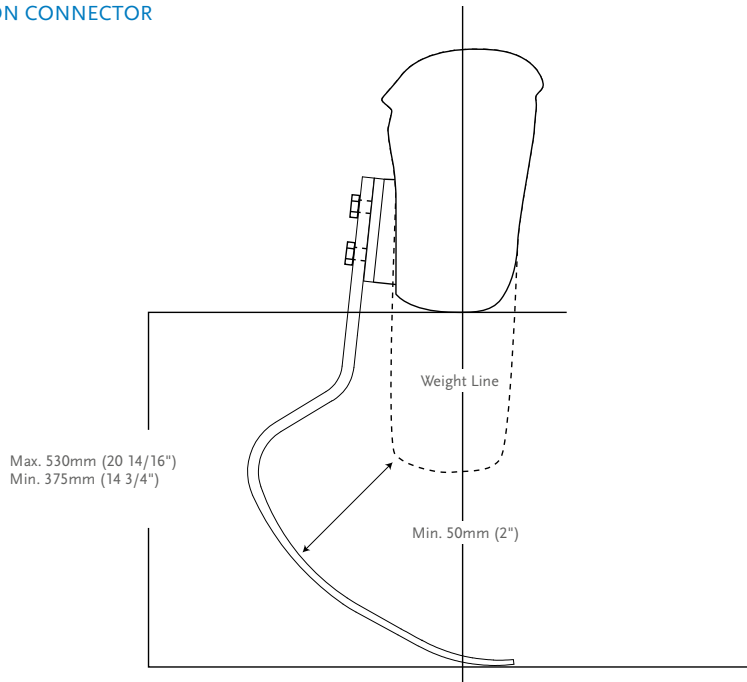 ON CONNECTOR
Weight Line
Max. 530mm (20 14/16")
Min. 375mm (14 3/4")
Min. 50mm (2")